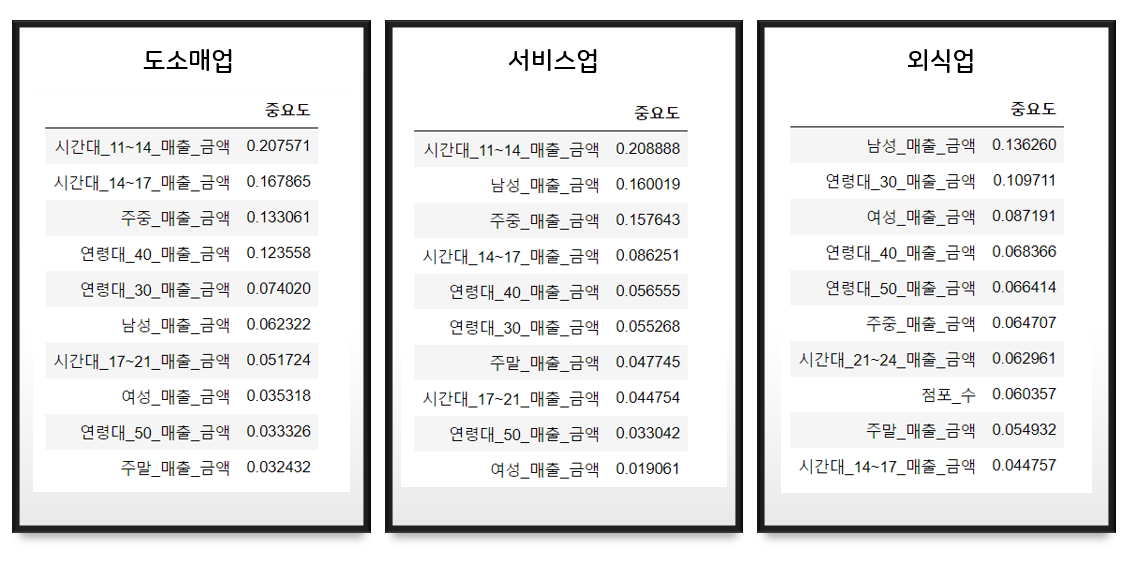 도소매업
중요도
시간대_11~14_매출_금액 0.207571
시간대_14~17_매출_금액 0.167865
주중_매출_금액 0.133061
연령대_40_매출_금액 0.123558
연령대_30_매출_금액 0.074020
남성_매출_금액 0.062322
시간대_17~21_매출_금액 0.051724
여성_매출_금액 0.035318
연령대_50_매출_금액 0.033326
주말_매출_금액 0.032432
서비스업
중요도
시간대_11~14_매출_금액 0.208888
남성_매출_금액 0.160019
주중_매출_금액 0.157643
시간대_14~17_매출_금액 0.086251
연령대_40_매출_금액 0.056555
연령대_30_매출_금액 0.055268
주말_매출_금액 0.047745
시간대_17~21_매출_금액 0.044754
연령대_50_매출_금액 0.033042
여성_매출_금액 0.019061
외식업
중요도
남성_매출_금액 0.136260
연령대_30_매출_금액 0.109711
여성_매출_금액 0.087191
연령대_40_매출_금액 0.068366
연령대_50_매출_금액 0.066414
주중_매출_금액 0.064707
시간대_21~24_매출_금액 0.062961
점포_수 0.060357
주말_매출_금액 0.054932
시간대_14~17_매출_금액 0.044757